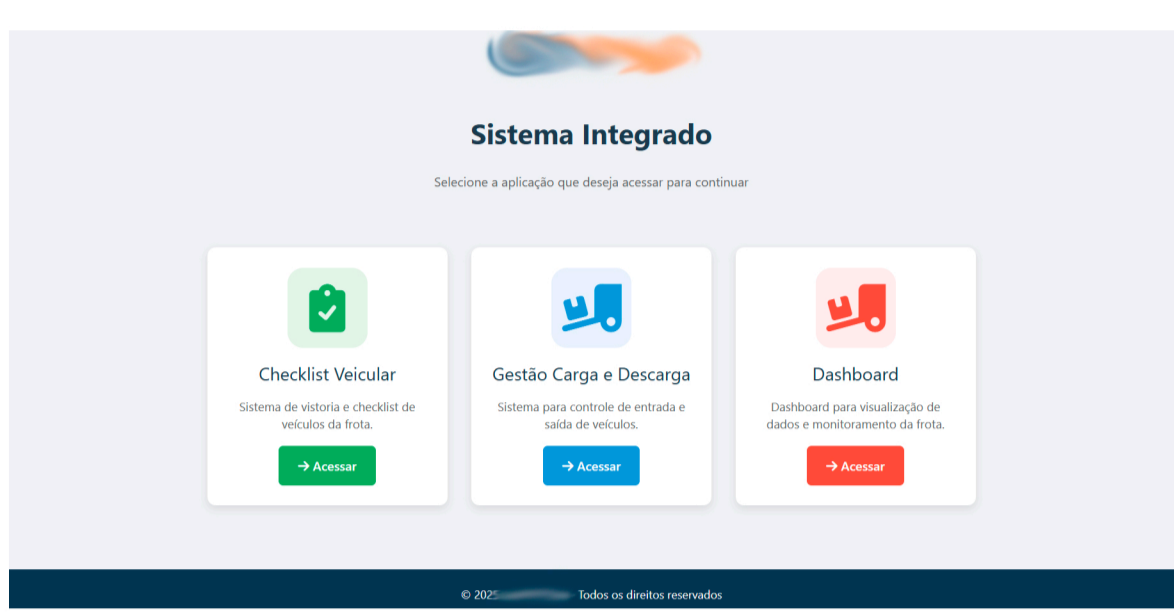 Sistema Integrado
Selecione a aplicação que deseja acessar para continuar
Checklist Veicular
Sistema de vistoria e checklist de
veículos da frota.
Acessar
Gestão Carga e Descarga
Sistema para controle de entrada e
saída de veículos.
Acessar
Dashboard
Dashboard para visualização de
dados e monitoramento da frota.
Acessar
© 2025 Todos os direitos reservados